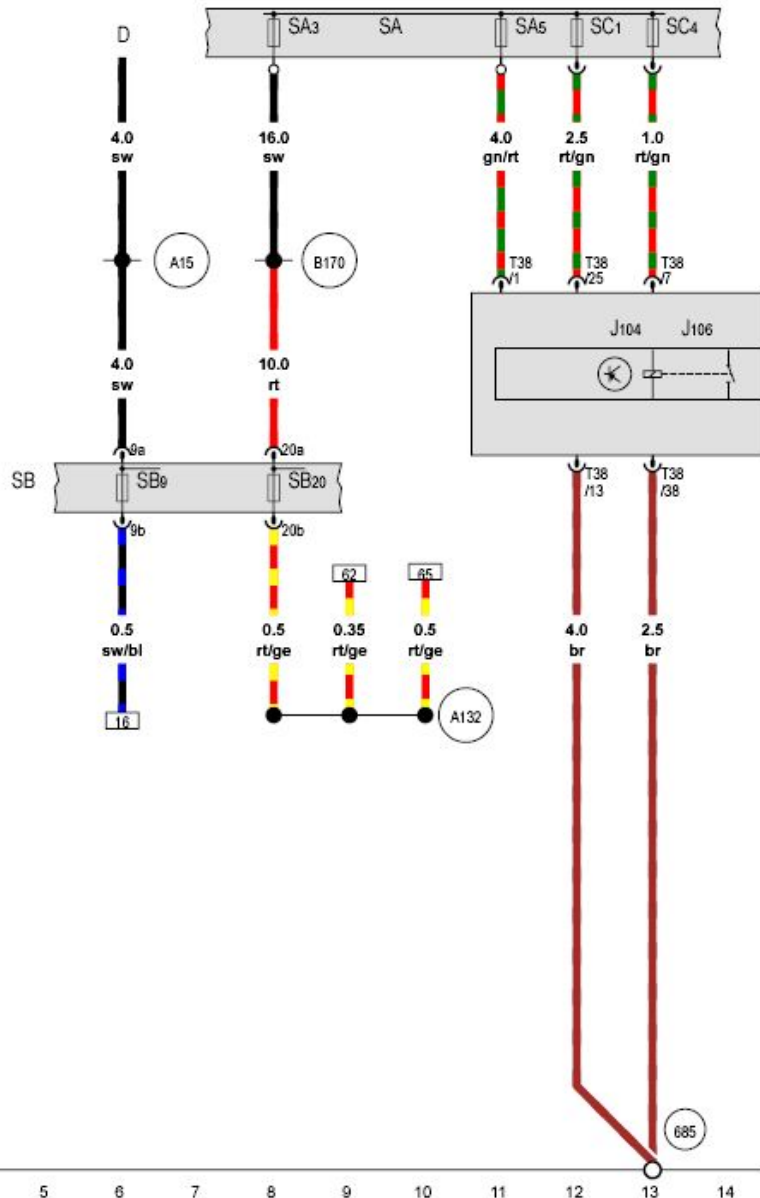 D
SA3 SA SA5 SC1 SC4
4.0 16.0 4.0 2.5 1.0
sw sw gn/rt rt/gn rt/gn
A15 B170
T38 T38 T38
/1 /25 /7
J104 J106
4.0 10.0
sw rt
9a 20a
SB SB9 SB20
T38 T38
/13 /38
9b 20b
62 65
0.5 0.5 0.35 0.5 4.0 2.5
sw/bl rt/ge rt/ge rt/ge br br
16 A132
685
5 6 7 8 9 10 11 12 13 14